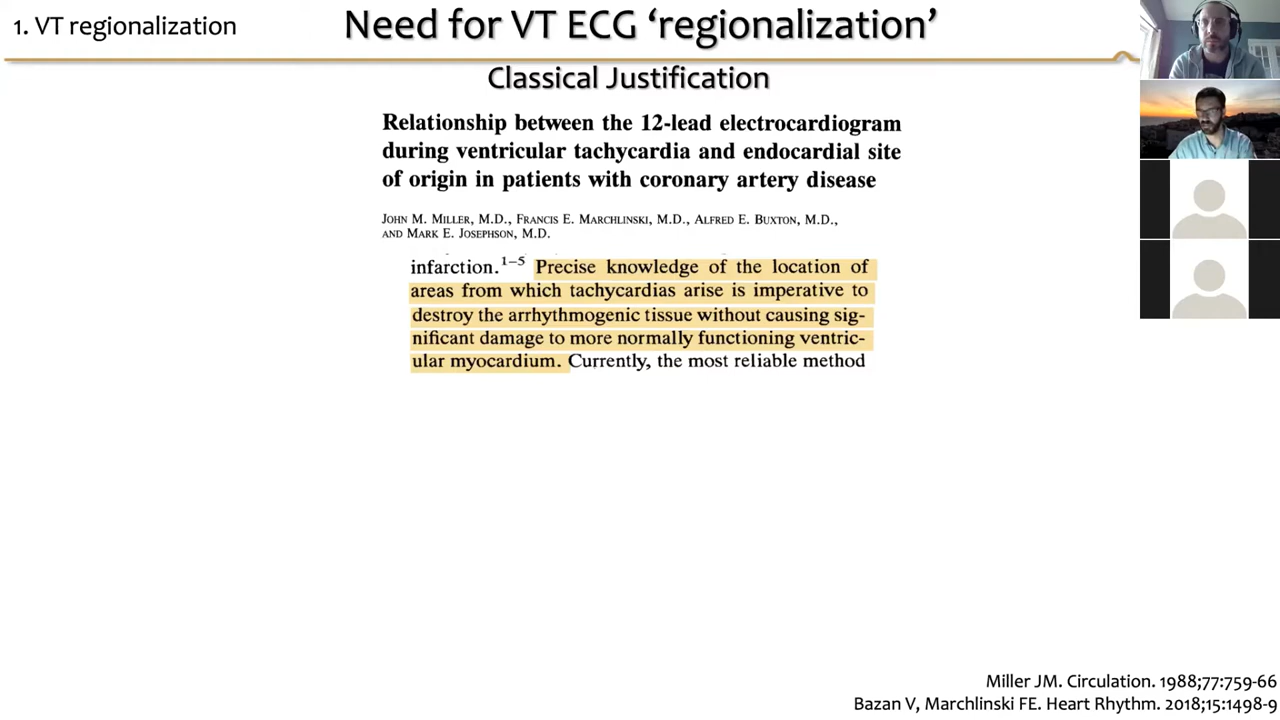 1. VT regionalization
Need for VT ECG ‘regionalization’
Classical Justification
Relationship between the 12-lead electrocardiogram
during ventricular tachycardia and endocardial site
of origin in patients with coronary artery disease
JOHN M. MILLER, M.D., FRANCIS E. MARCHLINSKI, M.D., ALFRED E. BUXTON, M.D.,
AND MARK E. JOSEPHSON, M.D.
infarction.1–5 Precise knowledge of the location of
areas from which tachycardias arise is imperative to
destroy the arrhythmogenic tissue without causing sig-
nificant damage to more normally functioning ventric-
ular myocardium. Currently, the most reliable method
Miller JM. Circulation. 1988;77:759-66
Bazan V, Marchlinski FE. Heart Rhythm. 2018;15:1498-9